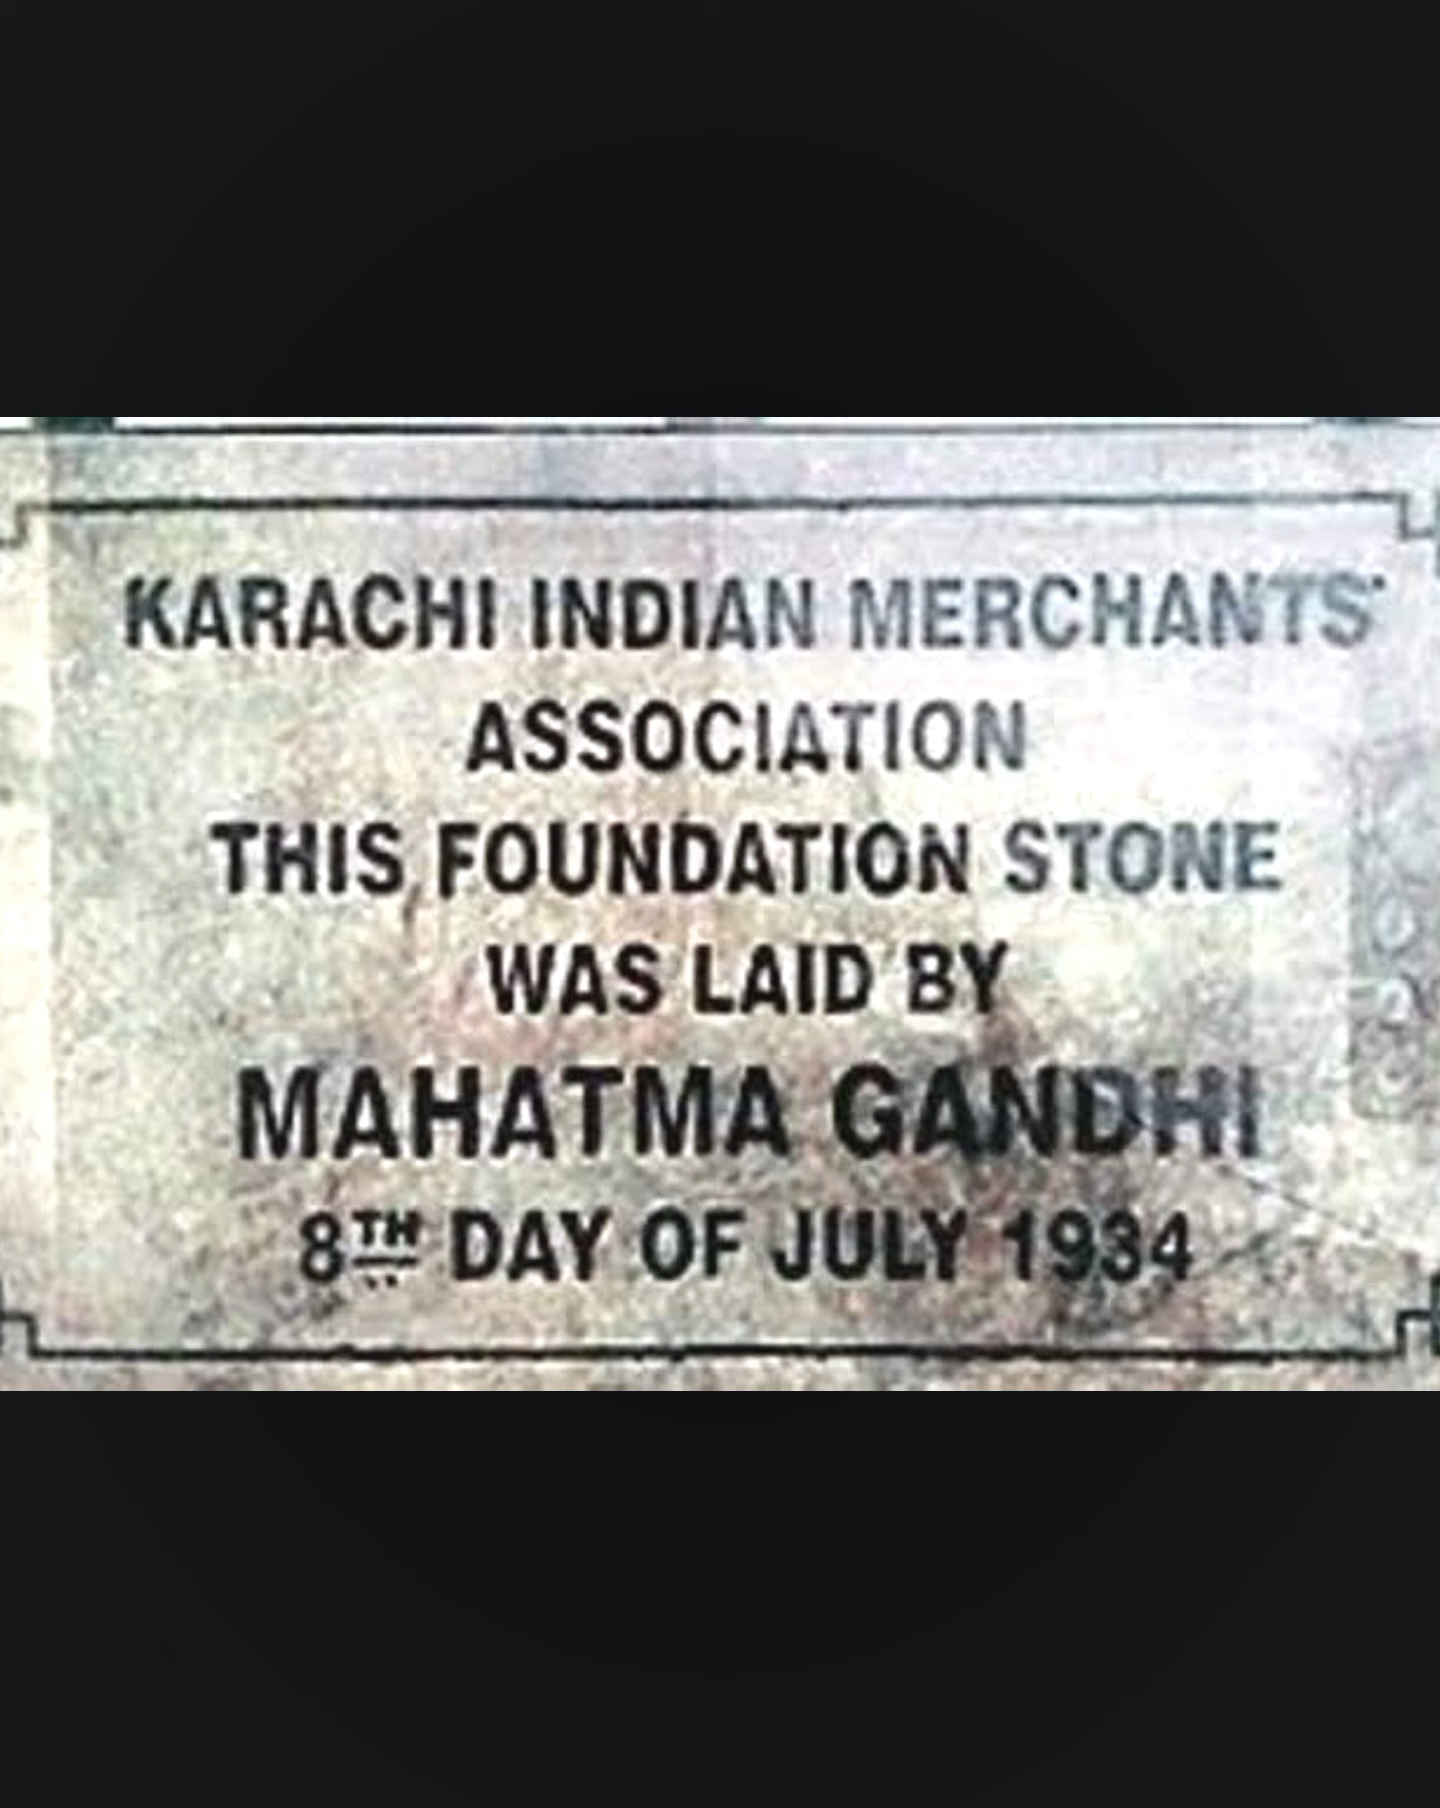 KARACHI INDIAN MERCHANTS'
ASSOCIATION
THIS FOUNDATION STONE
WAS LAID BY
MAHATMA GANDHI
8TH DAY OF JULY 1934